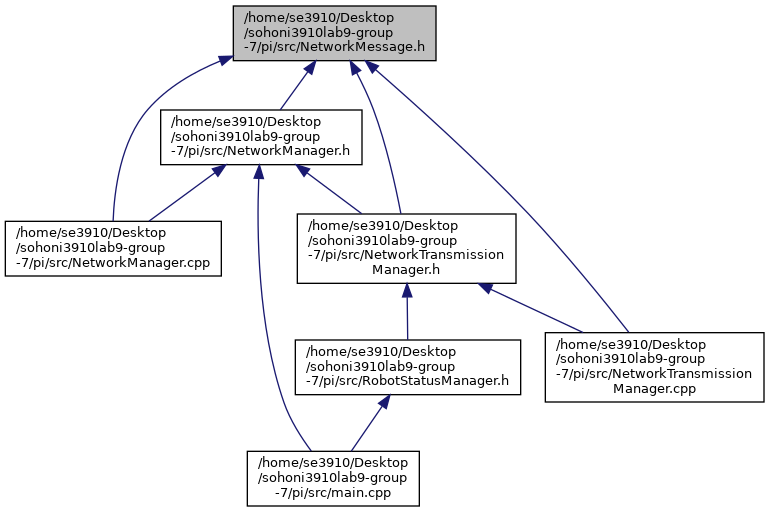 /home/se3910/Desktop
/sohoni3910lab9-group
-7/pi/src/NetworkMessage.h
/home/se3910/Desktop
/sohoni3910lab9-group
-7/pi/src/NetworkManager.h
/home/se3910/Desktop
/sohoni3910lab9-group
-7/pi/src/NetworkManager.cpp
/home/se3910/Desktop
/sohoni3910lab9-group
-7/pi/src/NetworkTransmission
Manager.h
/home/se3910/Desktop
/sohoni3910lab9-group
-7/pi/src/RobotStatusManager.h
/home/se3910/Desktop
/sohoni3910lab9-group
-7/pi/src/NetworkTransmission
Manager.cpp
/home/se3910/Desktop
/sohoni3910lab9-group
-7/pi/src/main.cpp